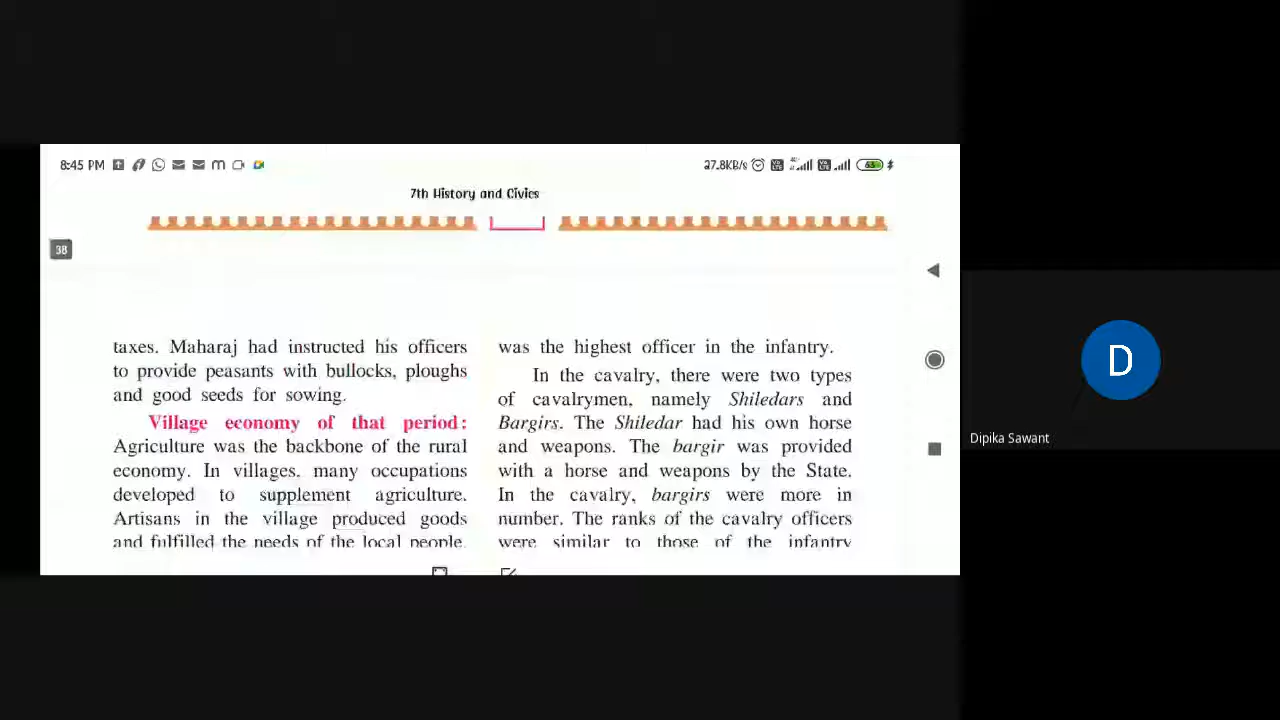 8:45 PM
27.8KB/s
55
7th History and Civics
38
taxes. Maharaj had instructed his officers
to provide peasants with bullocks, ploughs
and good seeds for sowing.
Village economy of that period:
Agriculture was the backbone of the rural
economy. In villages, many occupations
developed to supplement agriculture.
Artisans in the village produced goods
and fulfilled the needs of the local people.
was the highest officer in the infantry.
In the cavalry, there were two types
of cavalrymen, namely Shiledars and
Bargirs. The Shiledar had his own horse
and weapons. The bargir was provided
with a horse and weapons by the State.
In the cavalry, bargirs were more in
number. The ranks of the cavalry officers
were similar to those of the infantry
D
Dipika Sawant